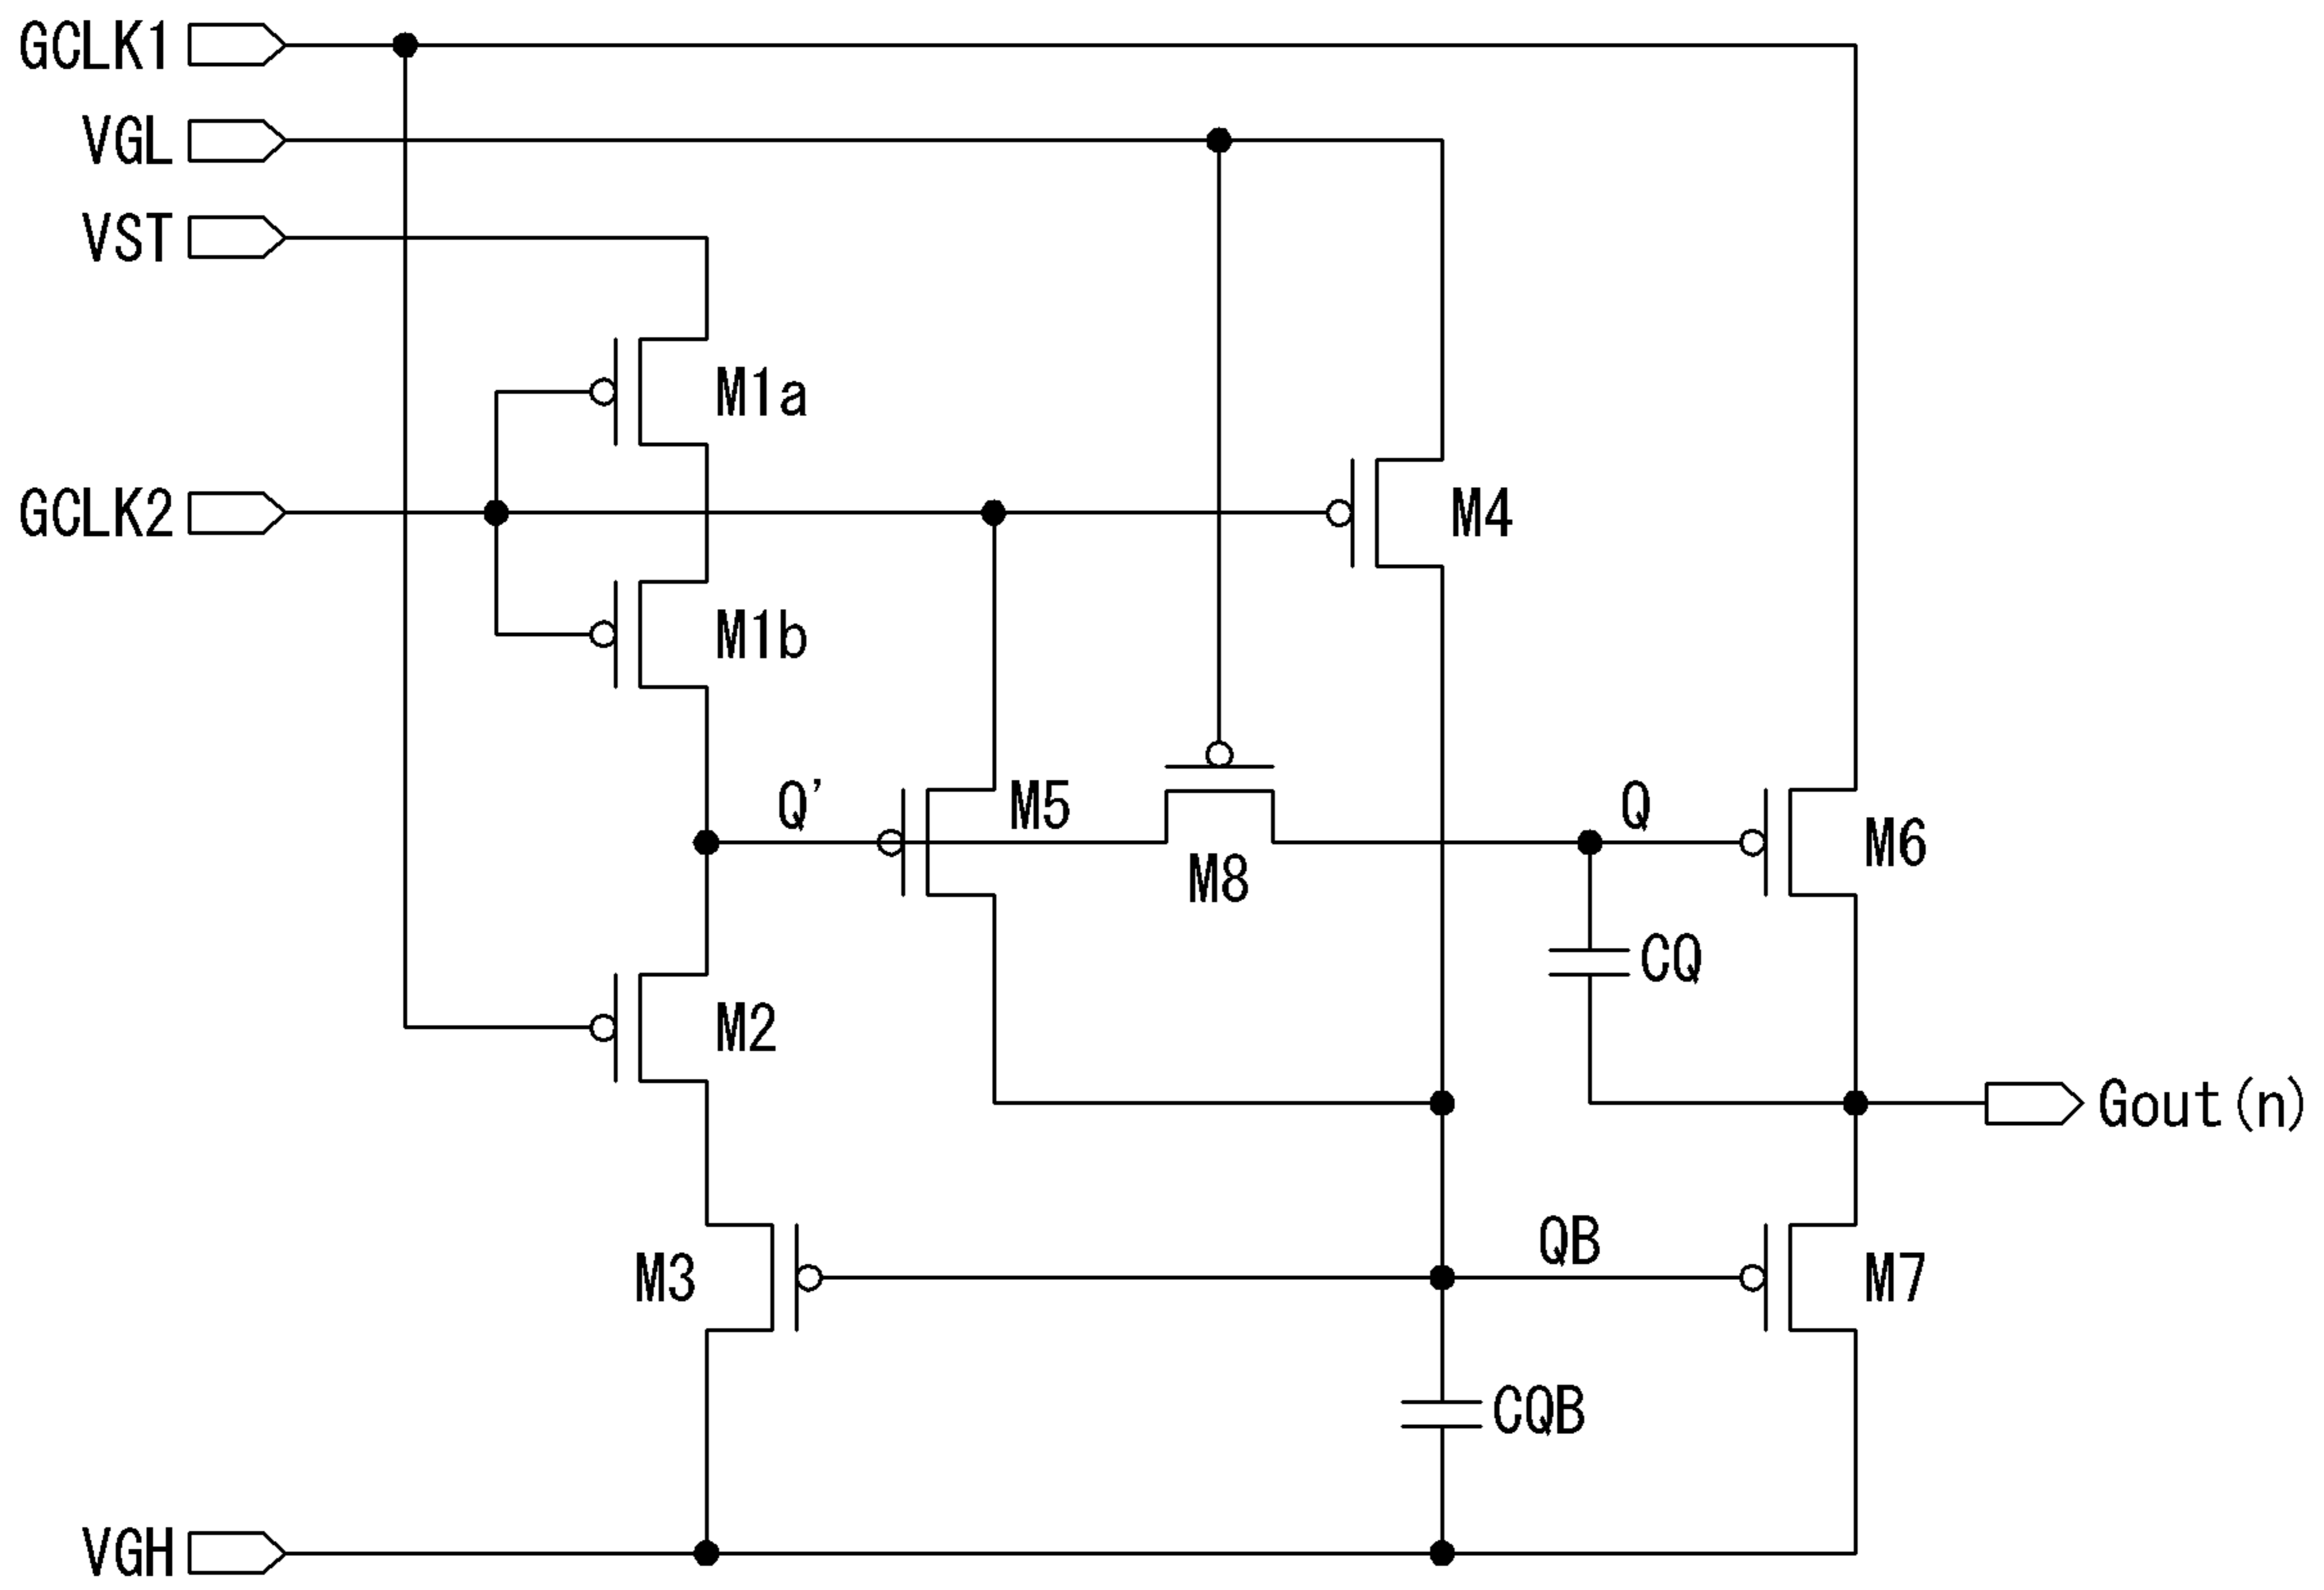 GCLK1
VGL
VST
M1a
GCLK2
M4
M1b
Q'
M5
Q
M6
M8
CQ
M2
Gout(n)
QB
M3
M7
CQB
VGH